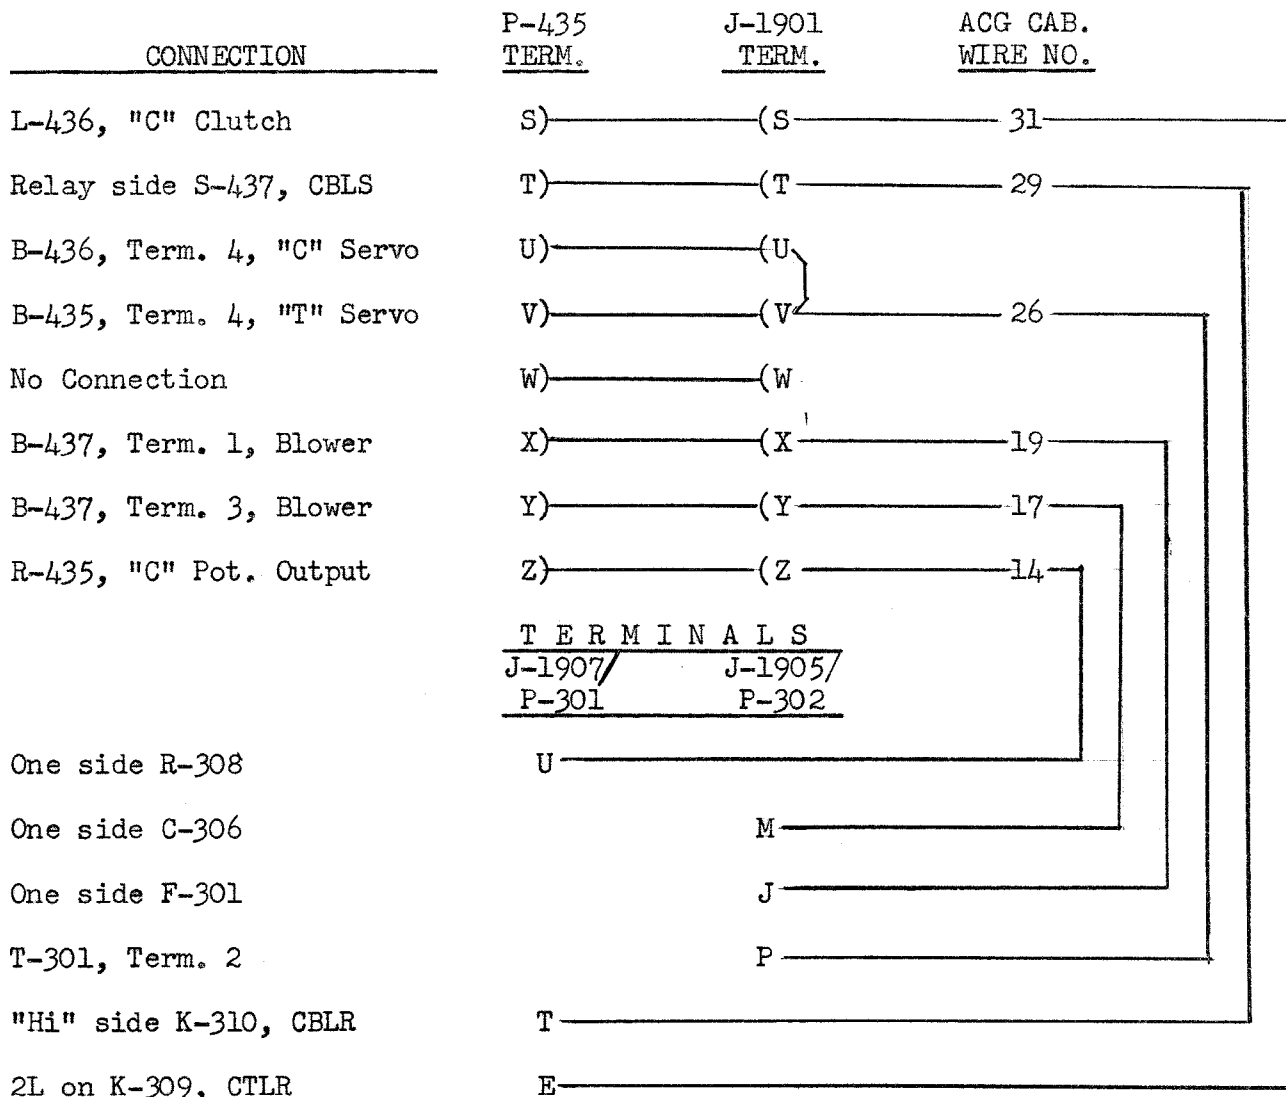 P-435 J-1901 ACG CAB.
CONNECTION TERM. TERM. WIRE NO.
L-436, "C" Clutch S) (S 31
Relay side S-437, CBLS T) (T 29
B-436, Term. 4, "C" Servo U) (U
B-435, Term. 4, "T" Servo V) (V 26
No Connection W) (W
B-437, Term. 1, Blower X) (X 19
B-437, Term. 3, Blower Y) (Y 17
R-435, "C" Pot. Output Z) (Z 14
T E R M I N A L S
J-1907/ J-1905/
P-301 P-302
One side R-308 U
One side C-306 M
One side F-301 J
T-301, Term. 2 P
"Hi" side K-310, CBLR T
2L on K-309, CTLR E